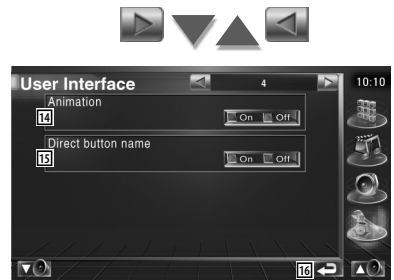 User Interface 4 10:10
Animation
14 On Off
Direct button name
15 On Off
16